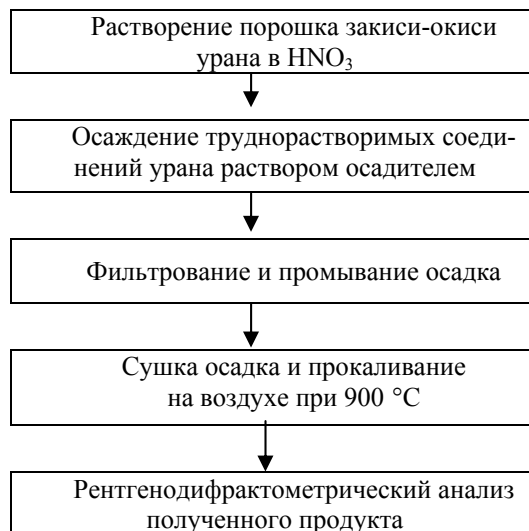 Растворение порошка закиси-окиси
урана в HNO₃
Осаждение труднорастворимых соеди-
нений урана раствором осадителем
Фильтрование и промывание осадка
Сушка осадка и прокаливание
на воздухе при 900 °С
Рентгенодифрактометрический анализ
полученного продукта